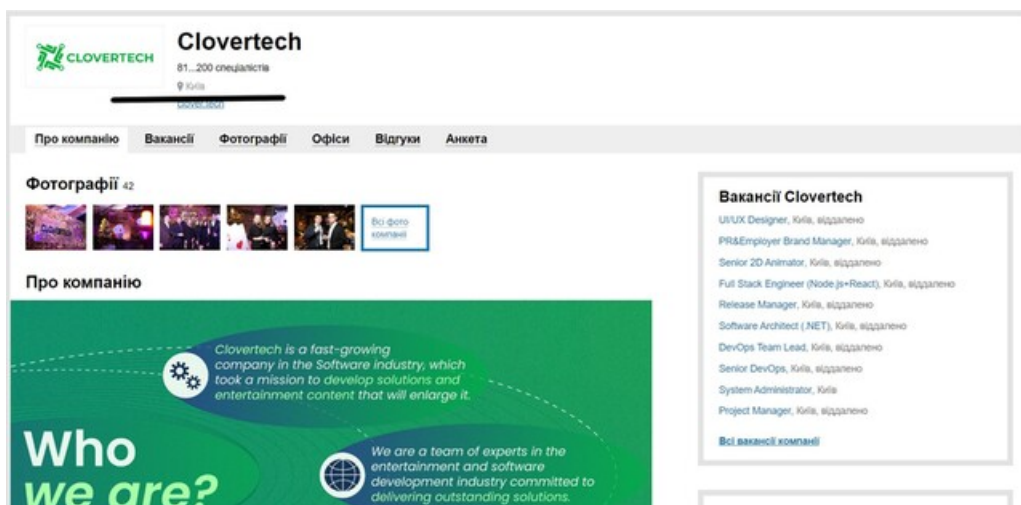 CLOVERTECH
Clovertech
81...200 спеціалістів
Київ
clover.tech
Про компанію Вакансії Фотографії Офіси Відгуки Анкета
Фотографії 42
Всі фото
компанії
Про компанію
Clovertech is a fast-growing
company in the Software industry, which
took a mission to develop solutions and
entertainment content that will enlarge it.
Who
we are?
We are a team of experts in the
entertainment and software
development industry committed to
delivering outstanding solutions.
Вакансії Clovertech
UI/UX Designer, Київ, віддалено
PR&Employer Brand Manager, Київ, віддалено
Senior 2D Animator, Київ, віддалено
Full Stack Engineer (Node.js+React), Київ, віддалено
Release Manager, Київ, віддалено
Software Architect (.NET), Київ, віддалено
DevOps Team Lead, Київ, віддалено
Senior DevOps, Київ, віддалено
System Administrator, Київ
Project Manager, Київ, віддалено
Всі вакансії компанії